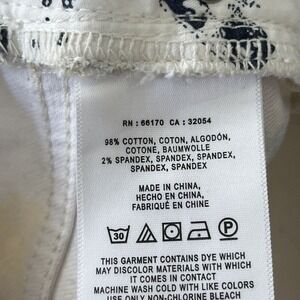 RN : 66170 CA : 32054
98% COTTON, COTON, ALGODÓN,
COTONE, BAUMWOLLE
2% SPANDEX, SPANDEX, SPANDEX,
SPANDEX, SPANDEX
MADE IN CHINA,
HECHO EN CHINA,
FABRIQUÉ EN CHINE
30 P
THIS GARMENT CONTAINS DYE WHICH
MAY DISCOLOR MATERIALS WITH WHICH
IT COMES IN CONTACT.
MACHINE WASH COLD WITH LIKE COLORS
USE ONLY NON-CHLORINE BLEACH